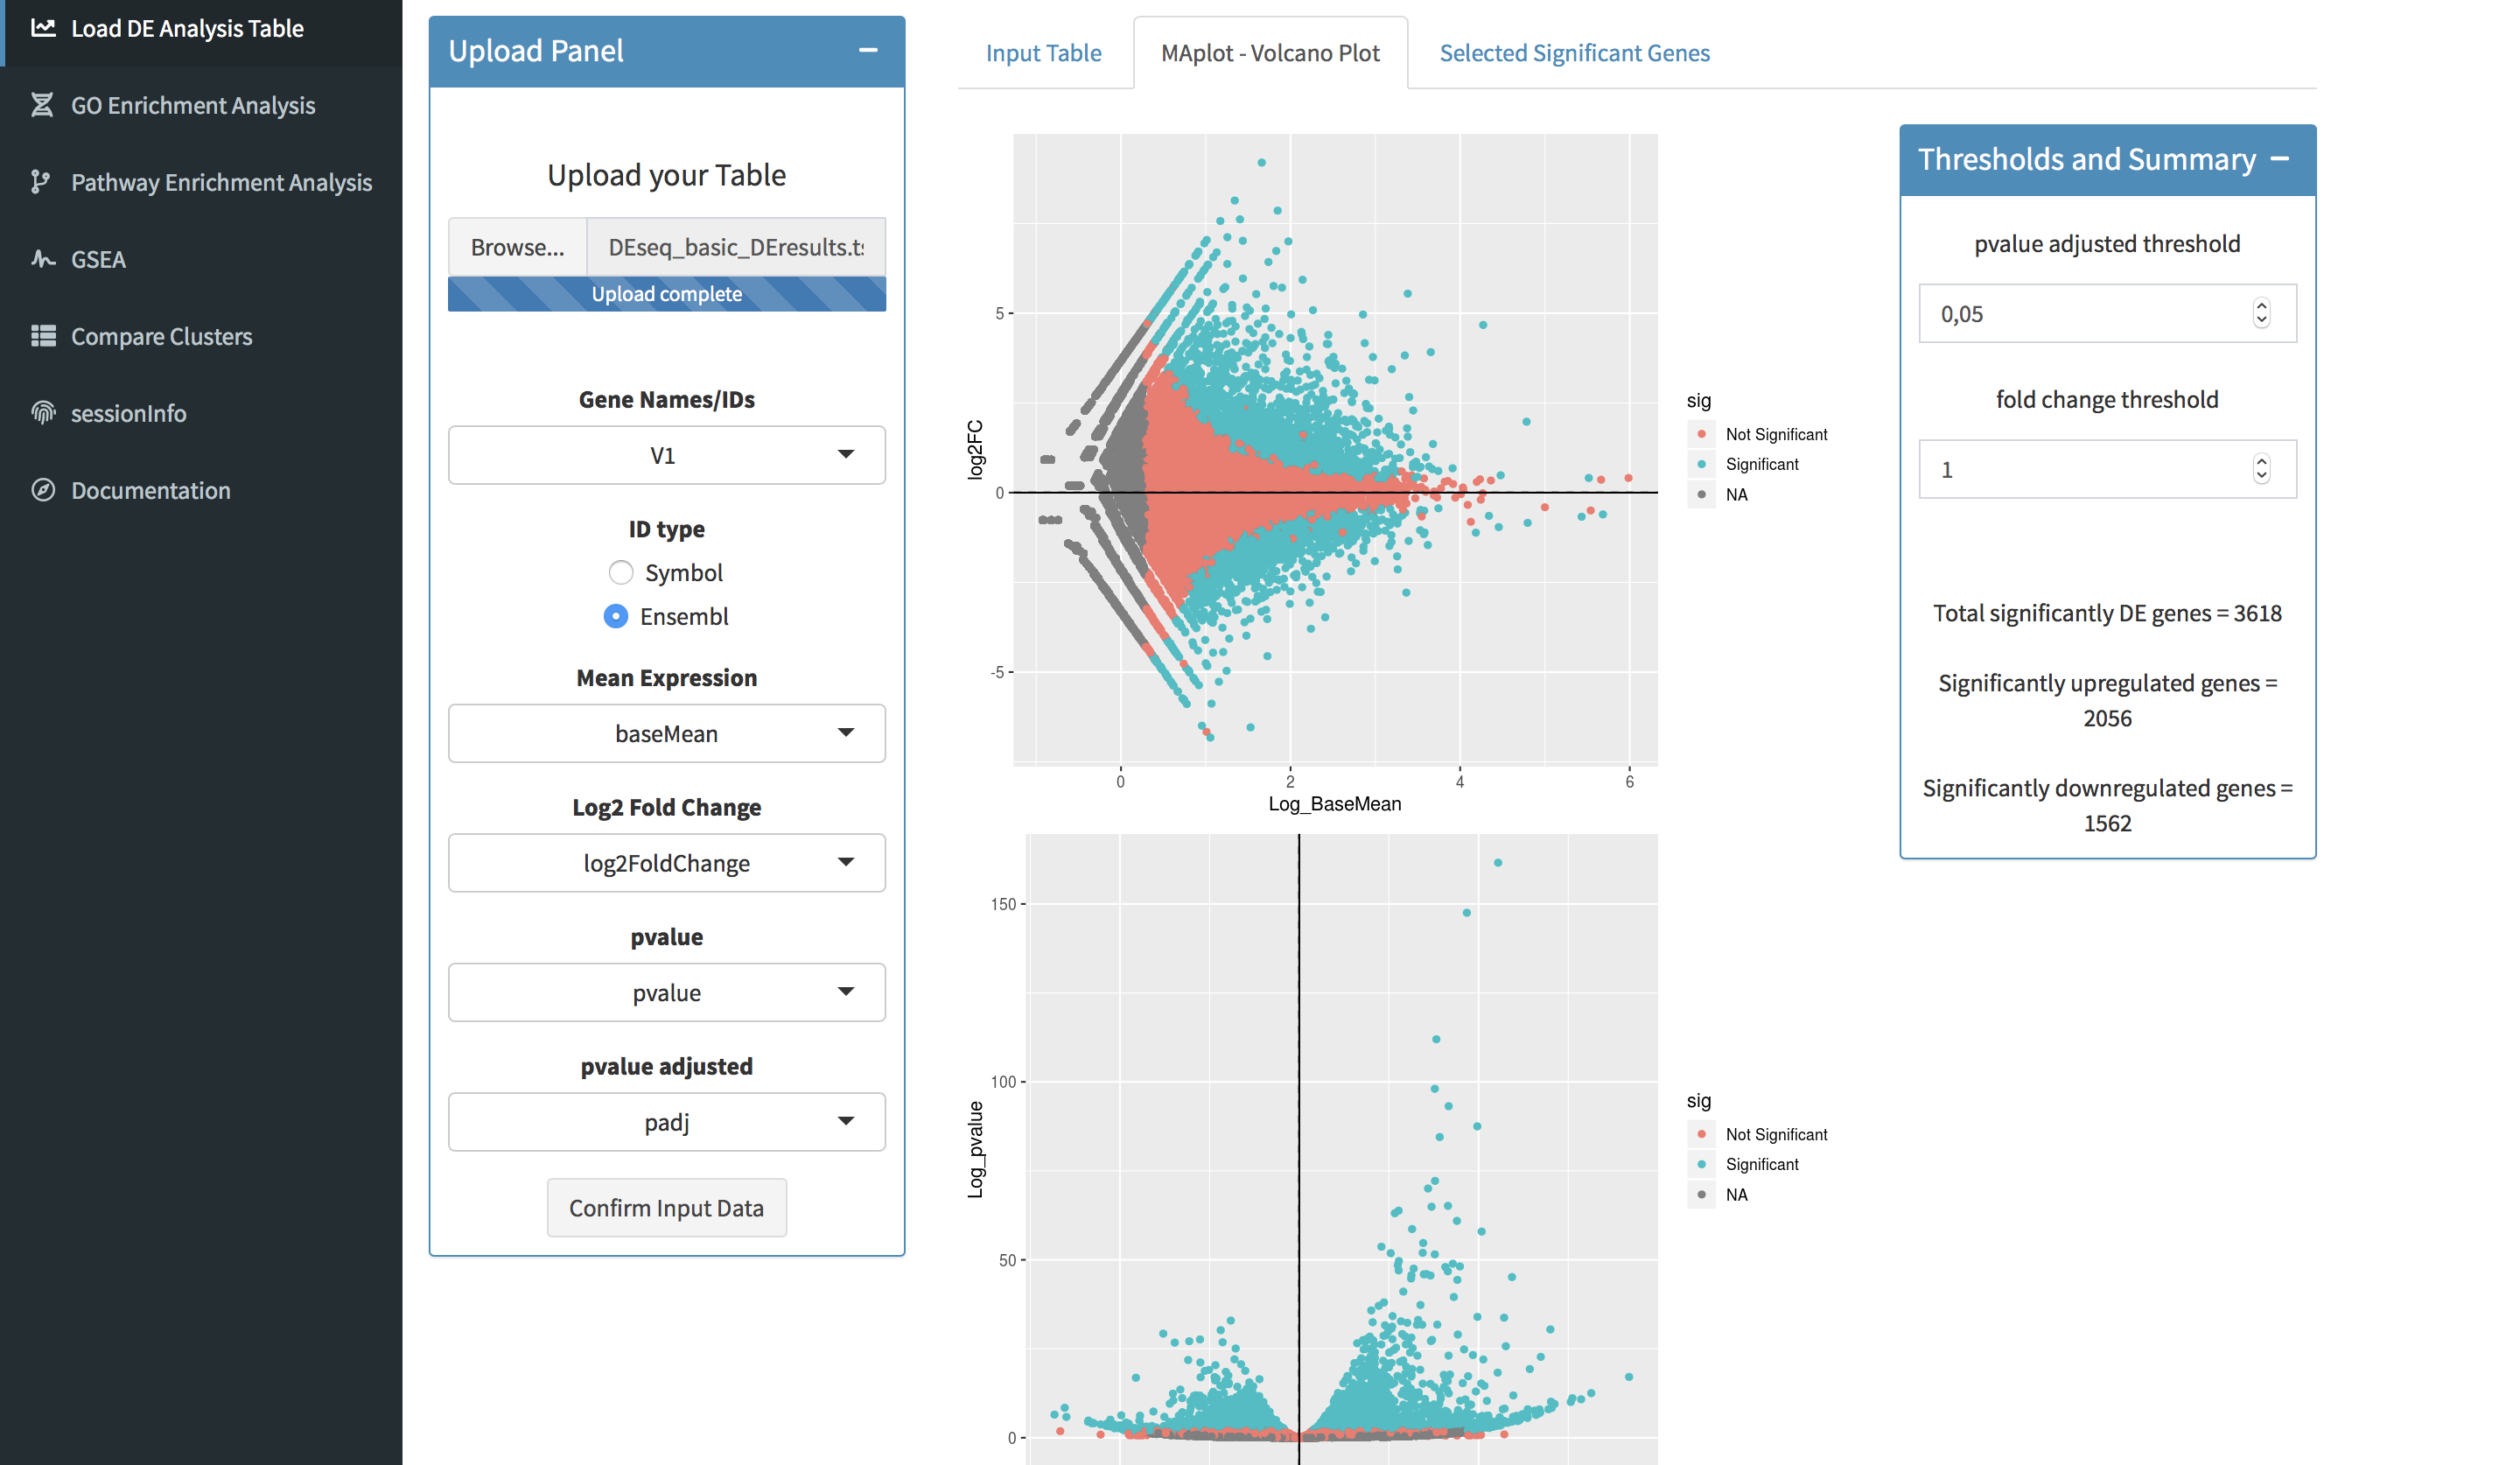 Load DE Analysis Table
GO Enrichment Analysis
Pathway Enrichment Analysis
GSEA
Compare Clusters
sessionInfo
Documentation
Upload Panel
Upload your Table
Browse...
DEseq_basic_DEresults.ts
Upload complete
Gene Names/IDs
V1
ID type
Symbol
Ensembl
Mean Expression
baseMean
Log2 Fold Change
log2FoldChange
pvalue
pvalue
pvalue adjusted
padj
Confirm Input Data
Input Table
MAplot - Volcano Plot
Selected Significant Genes
log2FC
5
0
-5
0
2
4
6
Log_BaseMean
sig
Not Significant
Significant
NA
Log_pvalue
150
100
50
0
sig
Not Significant
Significant
NA
Thresholds and Summary
pvalue adjusted threshold
0,05
fold change threshold
1
Total significantly DE genes = 3618
Significantly upregulated genes =
2056
Significantly downregulated genes =
1562